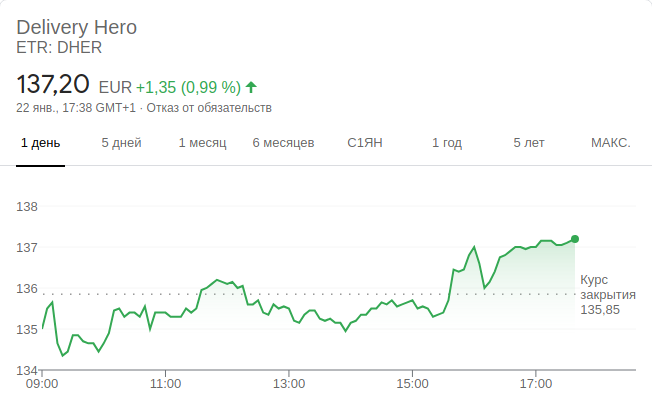 Delivery Hero
ETR: DHER
137,20 EUR +1,35 (0,99 %)
22 янв., 17:38 GMT+1 · Отказ от обязательств
1 день 5 дней 1 месяц 6 месяцев С1ЯН 1 год 5 лет МАКС.
138
137
136
135
134
Курс
закрытия
135,85
09:00 11:00 13:00 15:00 17:00